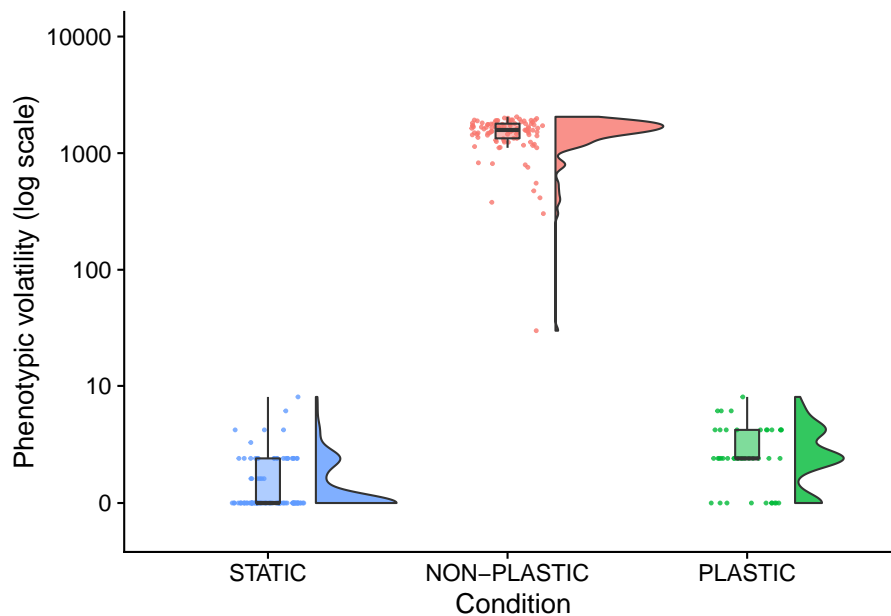 Phenotypic volatility (log scale)
10000
1000
100
10
0
STATIC
NON−PLASTIC
PLASTIC
Condition